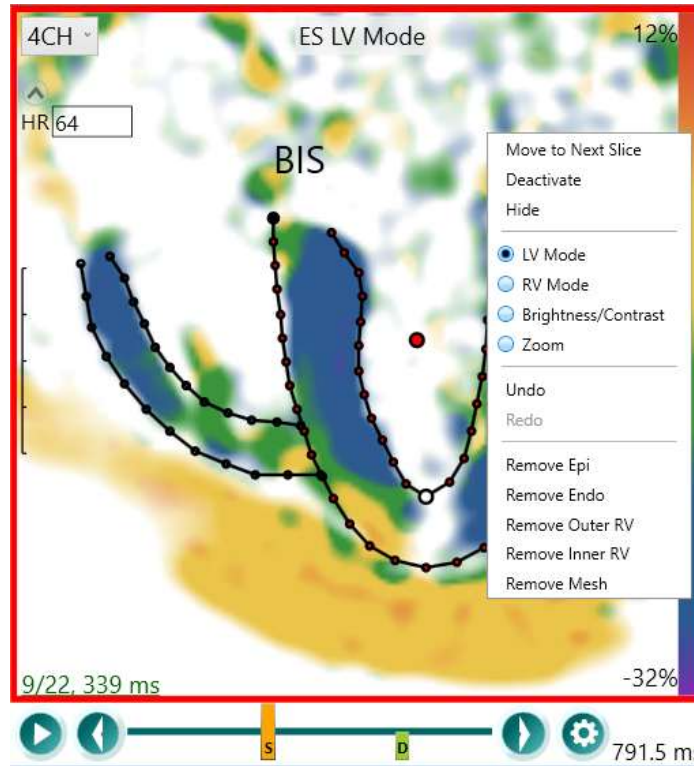 4CH
ES LV Mode
12%
HR 64
BIS
Move to Next Slice
Deactivate
Hide
LV Mode
RV Mode
Brightness/Contrast
Zoom
Undo
Redo
Remove Epi
Remove Endo
Remove Outer RV
Remove Inner RV
Remove Mesh
9/22, 339 ms
-32%
S
D
791.5 m